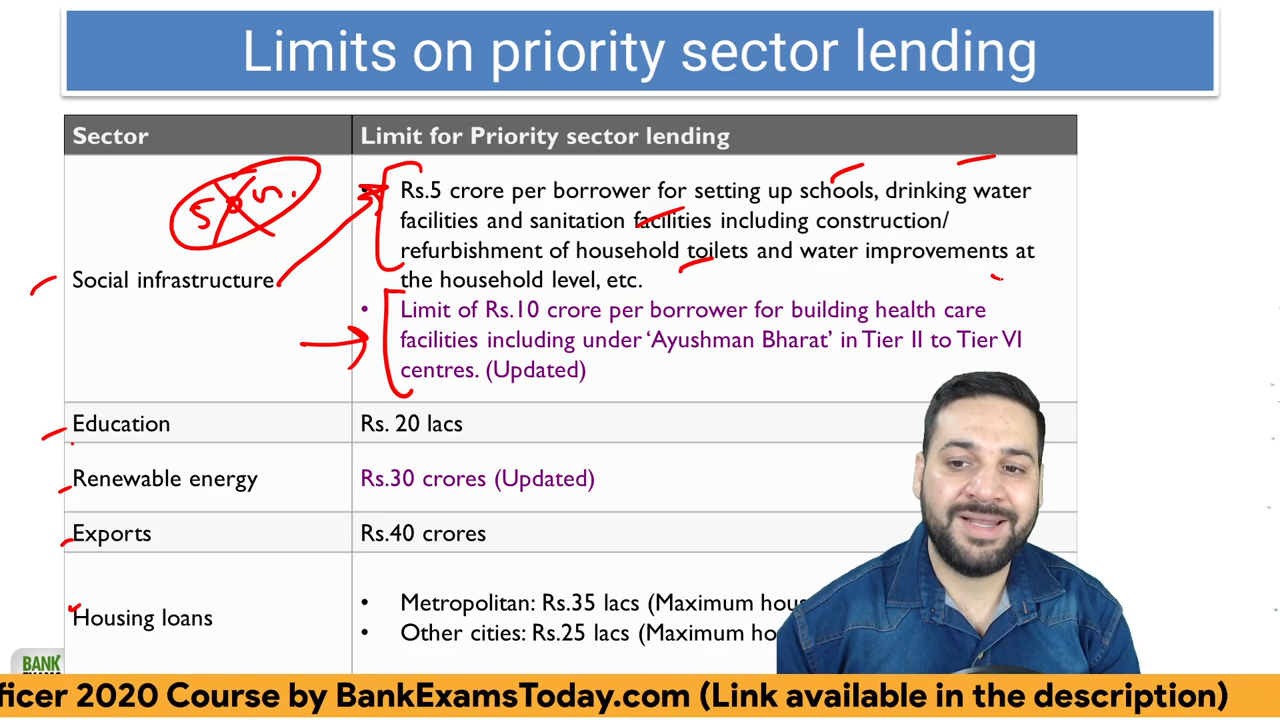 Limits on priority sector lending
Sector
Limit for Priority sector lending
5 5.
Social infrastructure
Rs.5 crore per borrower for setting up schools, drinking water
facilities and sanitation facilities including construction/
refurbishment of household toilets and water improvements at
the household level, etc.
• Limit of Rs.10 crore per borrower for building health care
facilities including under ‘Ayushman Bharat’ in Tier II to Tier VI
centres. (Updated)
Education
Rs. 20 lacs
Renewable energy
Rs.30 crores (Updated)
Exports
Rs.40 crores
Housing loans
• Metropolitan: Rs.35 lacs (Maximum
• Other cities: Rs.25 lacs (Maximum
BANK
fficer 2020 Course by BankExamsToday.com (Link available in the description)